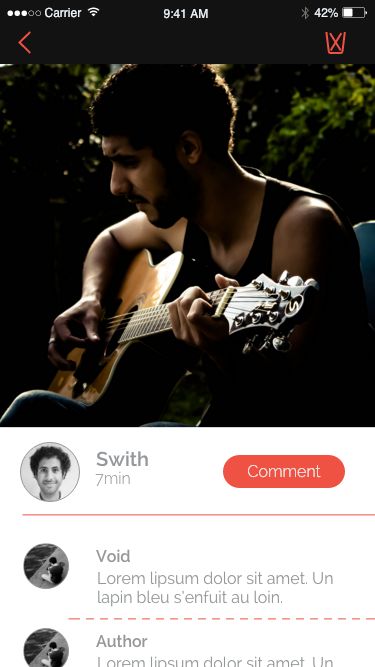 Carrier 9:41 AM 42%
Swith
7min
Comment
Void
Lorem lipsum dolor sit amet. Un
lapin bleu s'enfuit au loin.
Author
Lorem lipsum dolor sit amet. Un